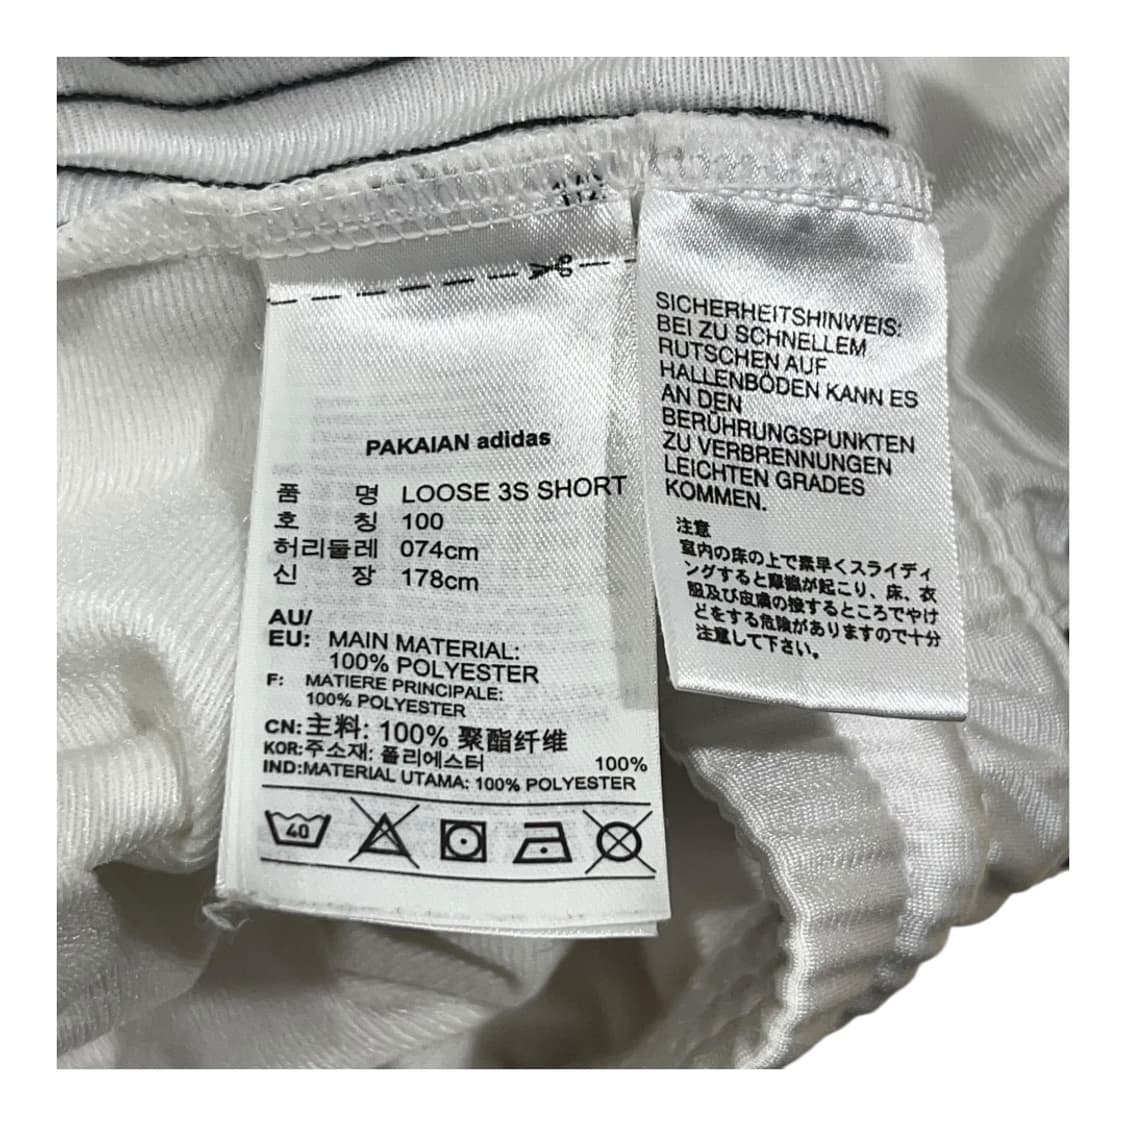 PAKAIAN adidas
품 명 LOOSE 3S SHORT
호 칭 100
허리둘레 074cm
신 장 178cm
AU/
EU: MAIN MATERIAL:
100% POLYESTER
F: MATIERE PRINCIPALE:
100% POLYESTER
CN: 主料: 100% 聚酯纤维
KOR: 주소재: 폴리에스터 100%
IND: MATERIAL UTAMA: 100% POLYESTER
40
SICHERHEITSHINWEIS:
BEI ZU SCHNELLEM
RUTSCHEN AUF
HALLENBÖDEN KANN ES
AN DEN
BERÜHRUNGSPUNKTEN
ZU VERBRENNUNGEN
LEICHTEN GRADES
KOMMEN.
注意
室内の床の上で素早くスライディ
ングすると摩擦が起こり、床、衣
服及び皮膚の接するところでやけ
どをする危険がありますので十分
注意して下さい。